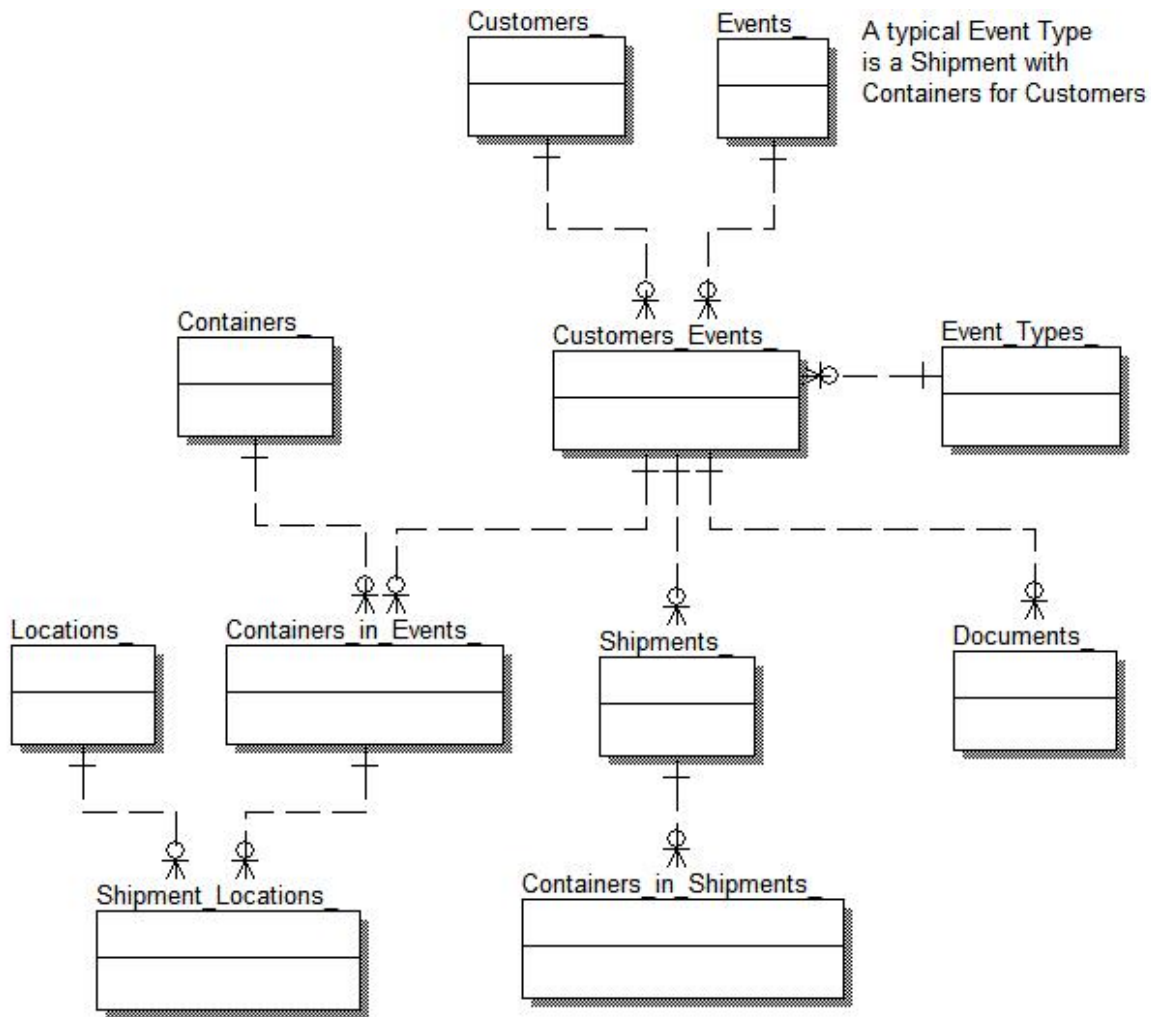 Customers_
Events_
A typical Event Type
is a Shipment with
Containers for Customers
Containers_
Customers_Events_
Event_Types_
Locations_
Containers_in_Events_
Shipments_
Documents_
Shipment_Locations_
Containers_in_Shipments_